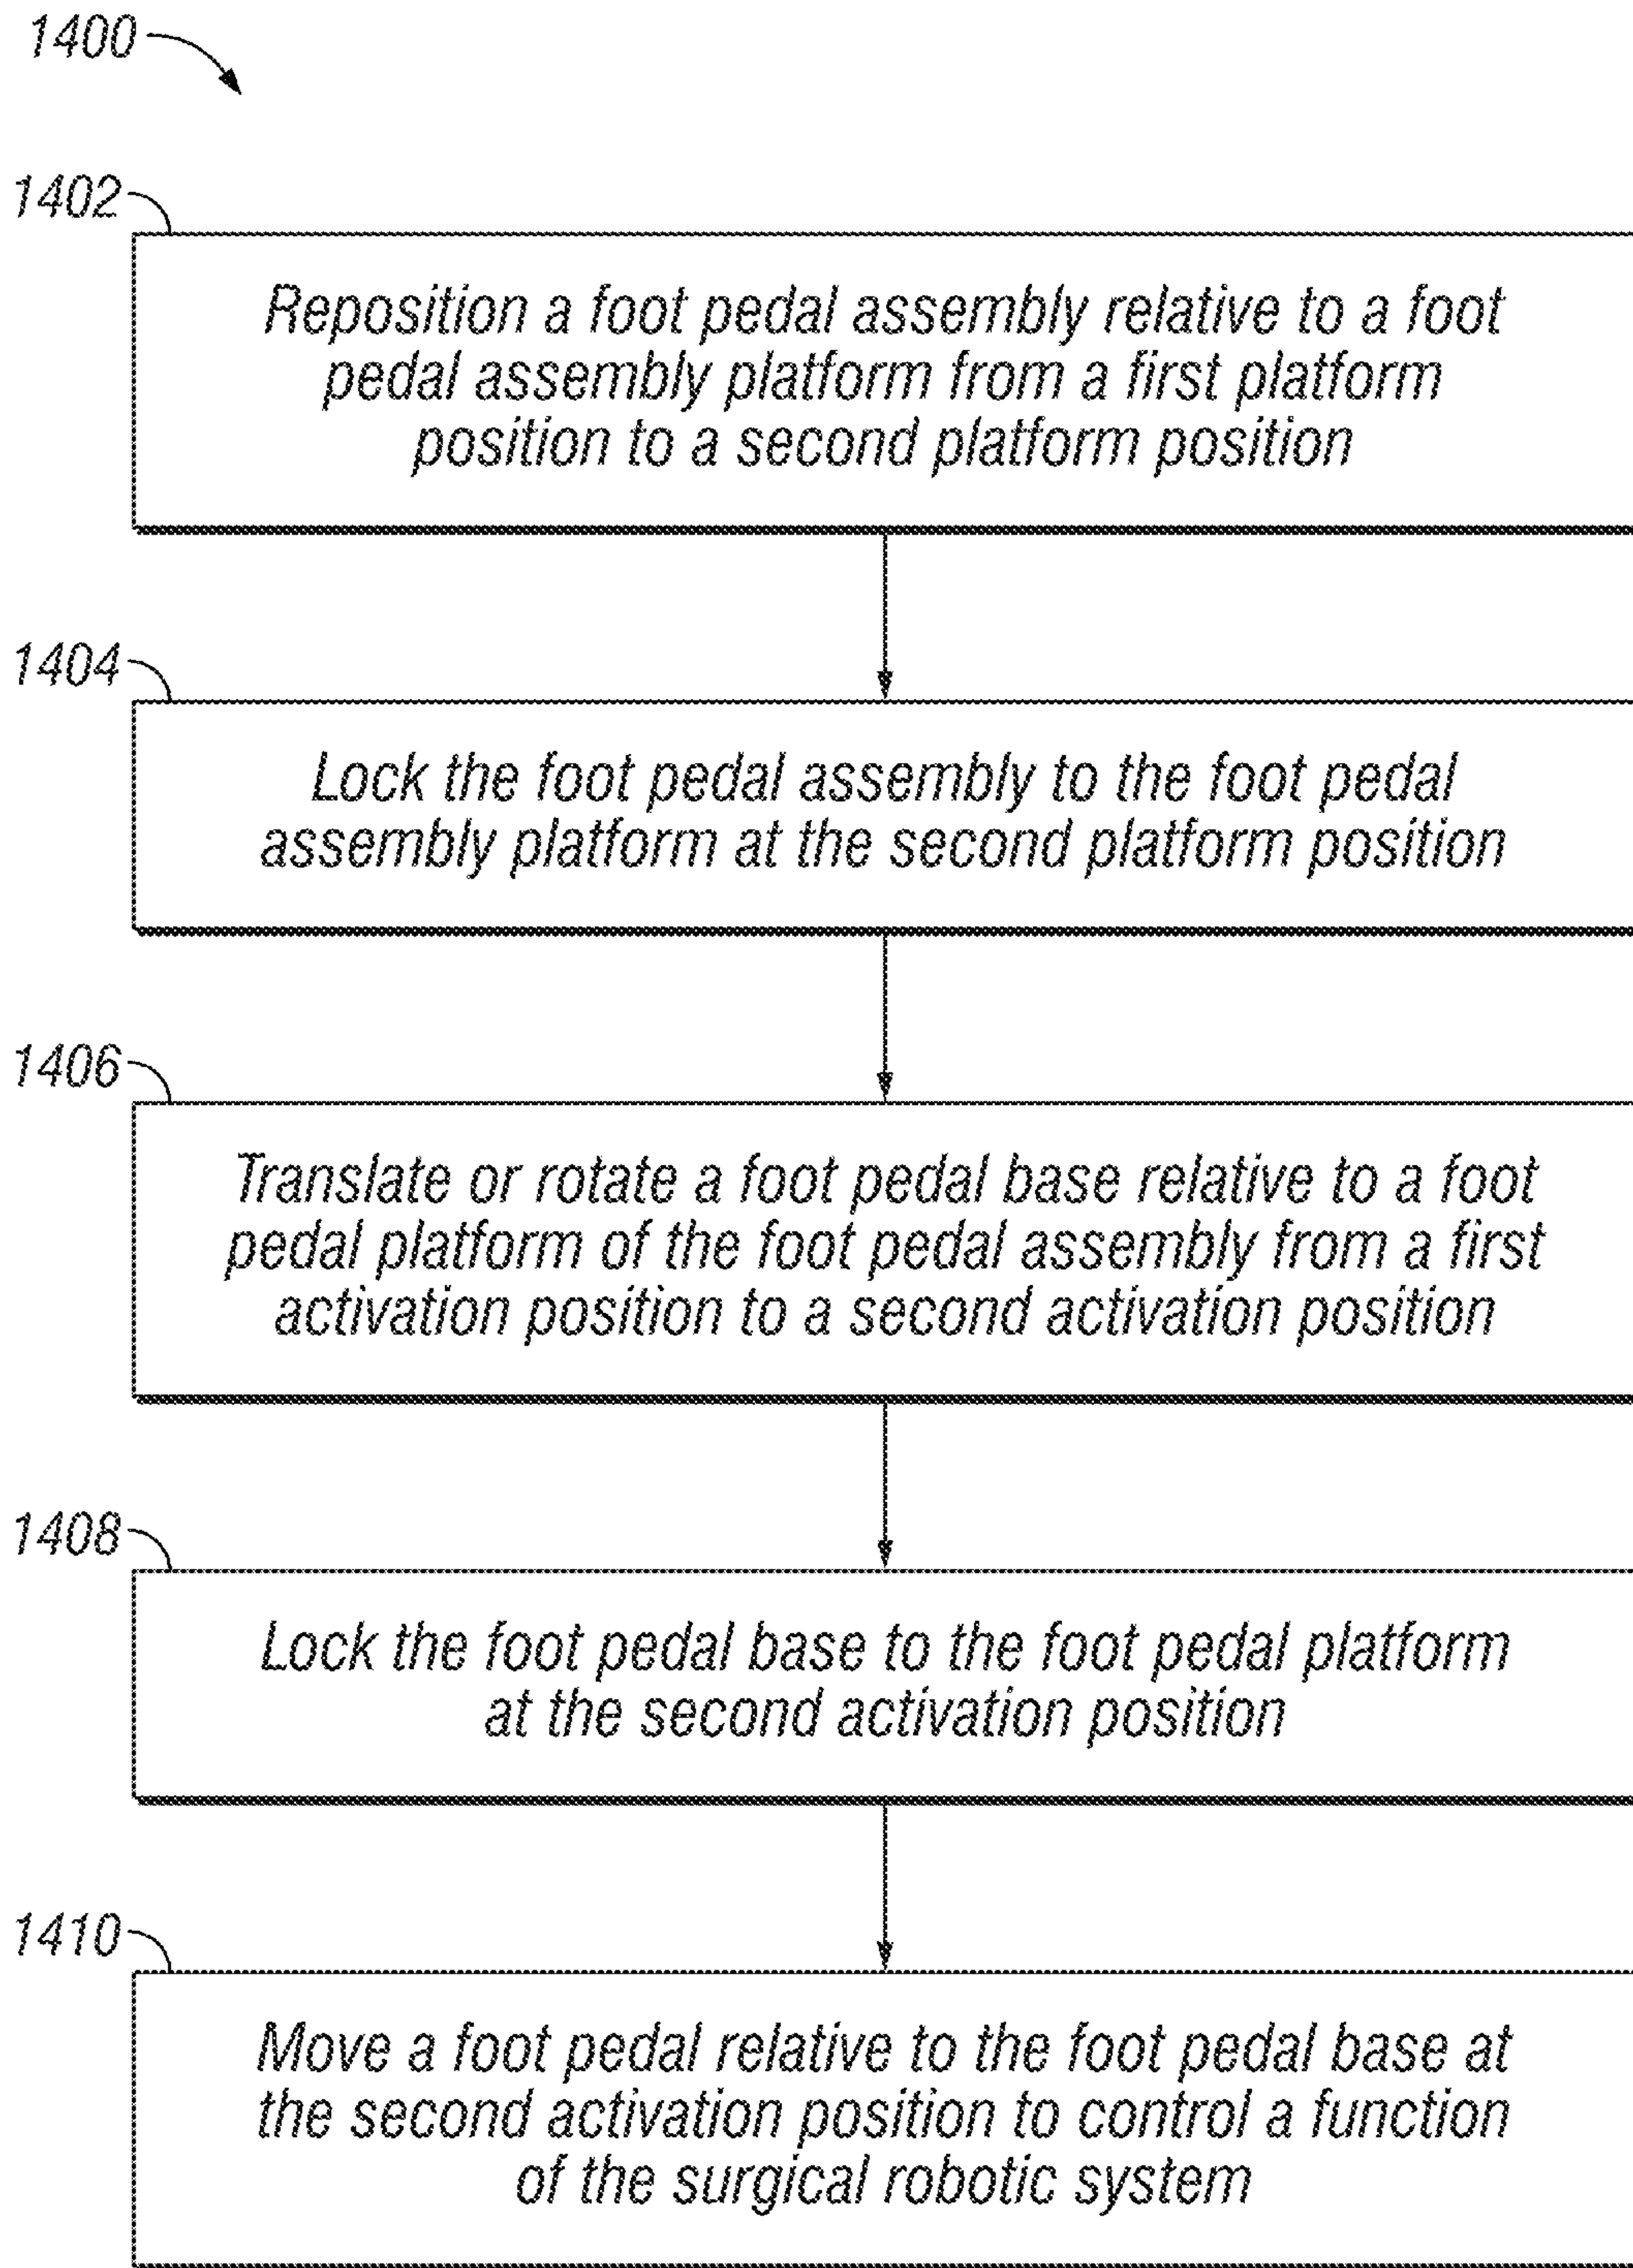 1400
1402
Reposition a foot pedal assembly relative to a foot
pedal assembly platform from a first platform
position to a second platform position
1404
Lock the foot pedal assembly to the foot pedal
assembly platform at the second platform position
1406
Translate or rotate a foot pedal base relative to a foot
pedal platform of the foot pedal assembly from a first
activation position to a second activation position
1408
Lock the foot pedal base to the foot pedal platform
at the second activation position
1410
Move a foot pedal relative to the foot pedal base at
the second activation position to control a function
of the surgical robotic system